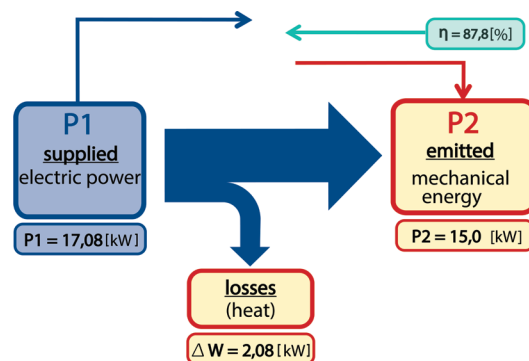 η = 87,8 [%]
P1
supplied
electric power
P1 = 17,08 [kW]
P2
emitted
mechanical
energy
P2 = 15,0 [kW]
losses
(heat)
Δ W = 2,08 [kW]